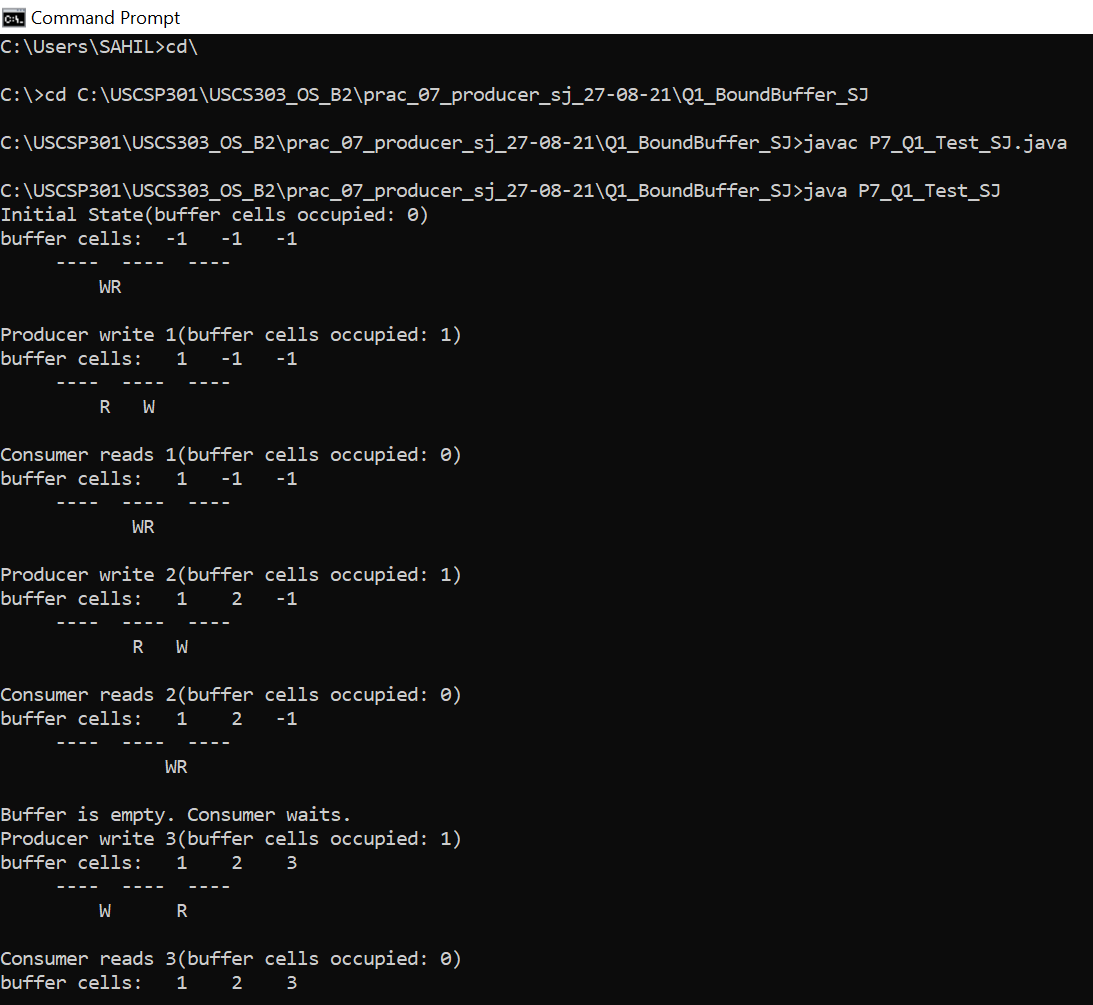 Command Prompt
C:\Users\SAHIL>cd\
C:\>cd C:\USCSP301\USCS303_OS_B2\prac_07_producer_sj_27-08-21\Q1_BoundBuffer_SJ
C:\USCSP301\USCS303_OS_B2\prac_07_producer_sj_27-08-21\Q1_BoundBuffer_SJ>javac P7_Q1_Test_SJ.java
C:\USCSP301\USCS303_OS_B2\prac_07_producer_sj_27-08-21\Q1_BoundBuffer_SJ>java P7_Q1_Test_SJ
Initial State(buffer cells occupied: 0)
buffer cells:  -1   -1   -1
     ----  ----  ----
         WR
Producer write 1(buffer cells occupied: 1)
buffer cells:   1   -1   -1
     ----  ----  ----
         R   W
Consumer reads 1(buffer cells occupied: 0)
buffer cells:   1   -1   -1
     ----  ----  ----
            WR
Producer write 2(buffer cells occupied: 1)
buffer cells:   1    2   -1
     ----  ----  ----
            R   W
Consumer reads 2(buffer cells occupied: 0)
buffer cells:   1    2   -1
     ----  ----  ----
               WR
Buffer is empty. Consumer waits.
Producer write 3(buffer cells occupied: 1)
buffer cells:   1    2    3
     ----  ----  ----
         W      R
Consumer reads 3(buffer cells occupied: 0)
buffer cells:   1    2    3